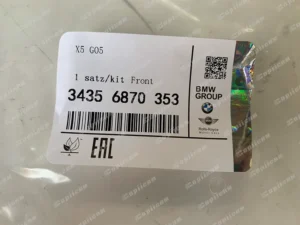 X5 G05
1 satz/kit Front
3435 6870 353
BMW
GROUP
EAC